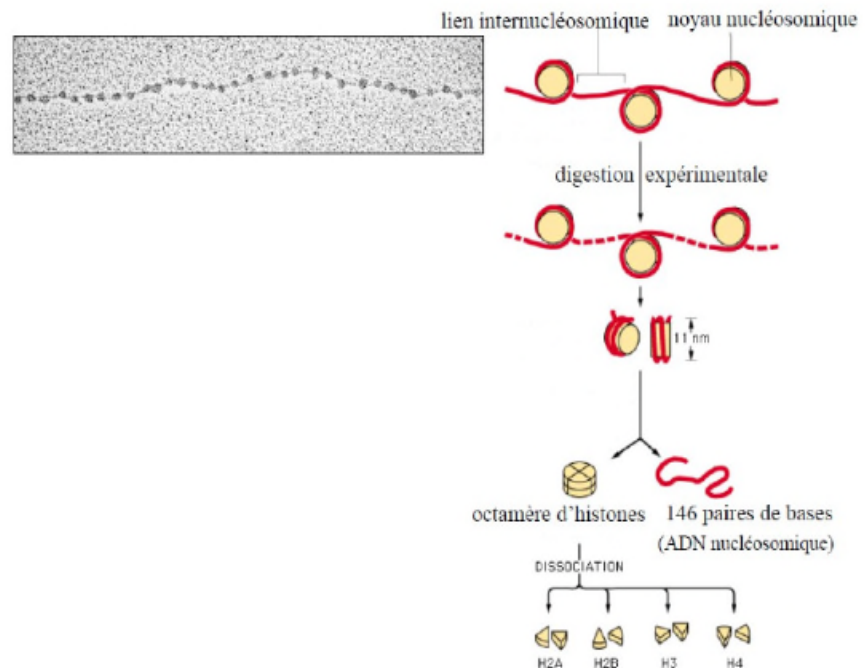 lien internucléosomique noyau nucléosomique
digestion expérimentale
11 nm
octamère d’histones 146 paires de bases
(ADN nucléosomique)
DISSOCIATION
H2A H2B H3 H4